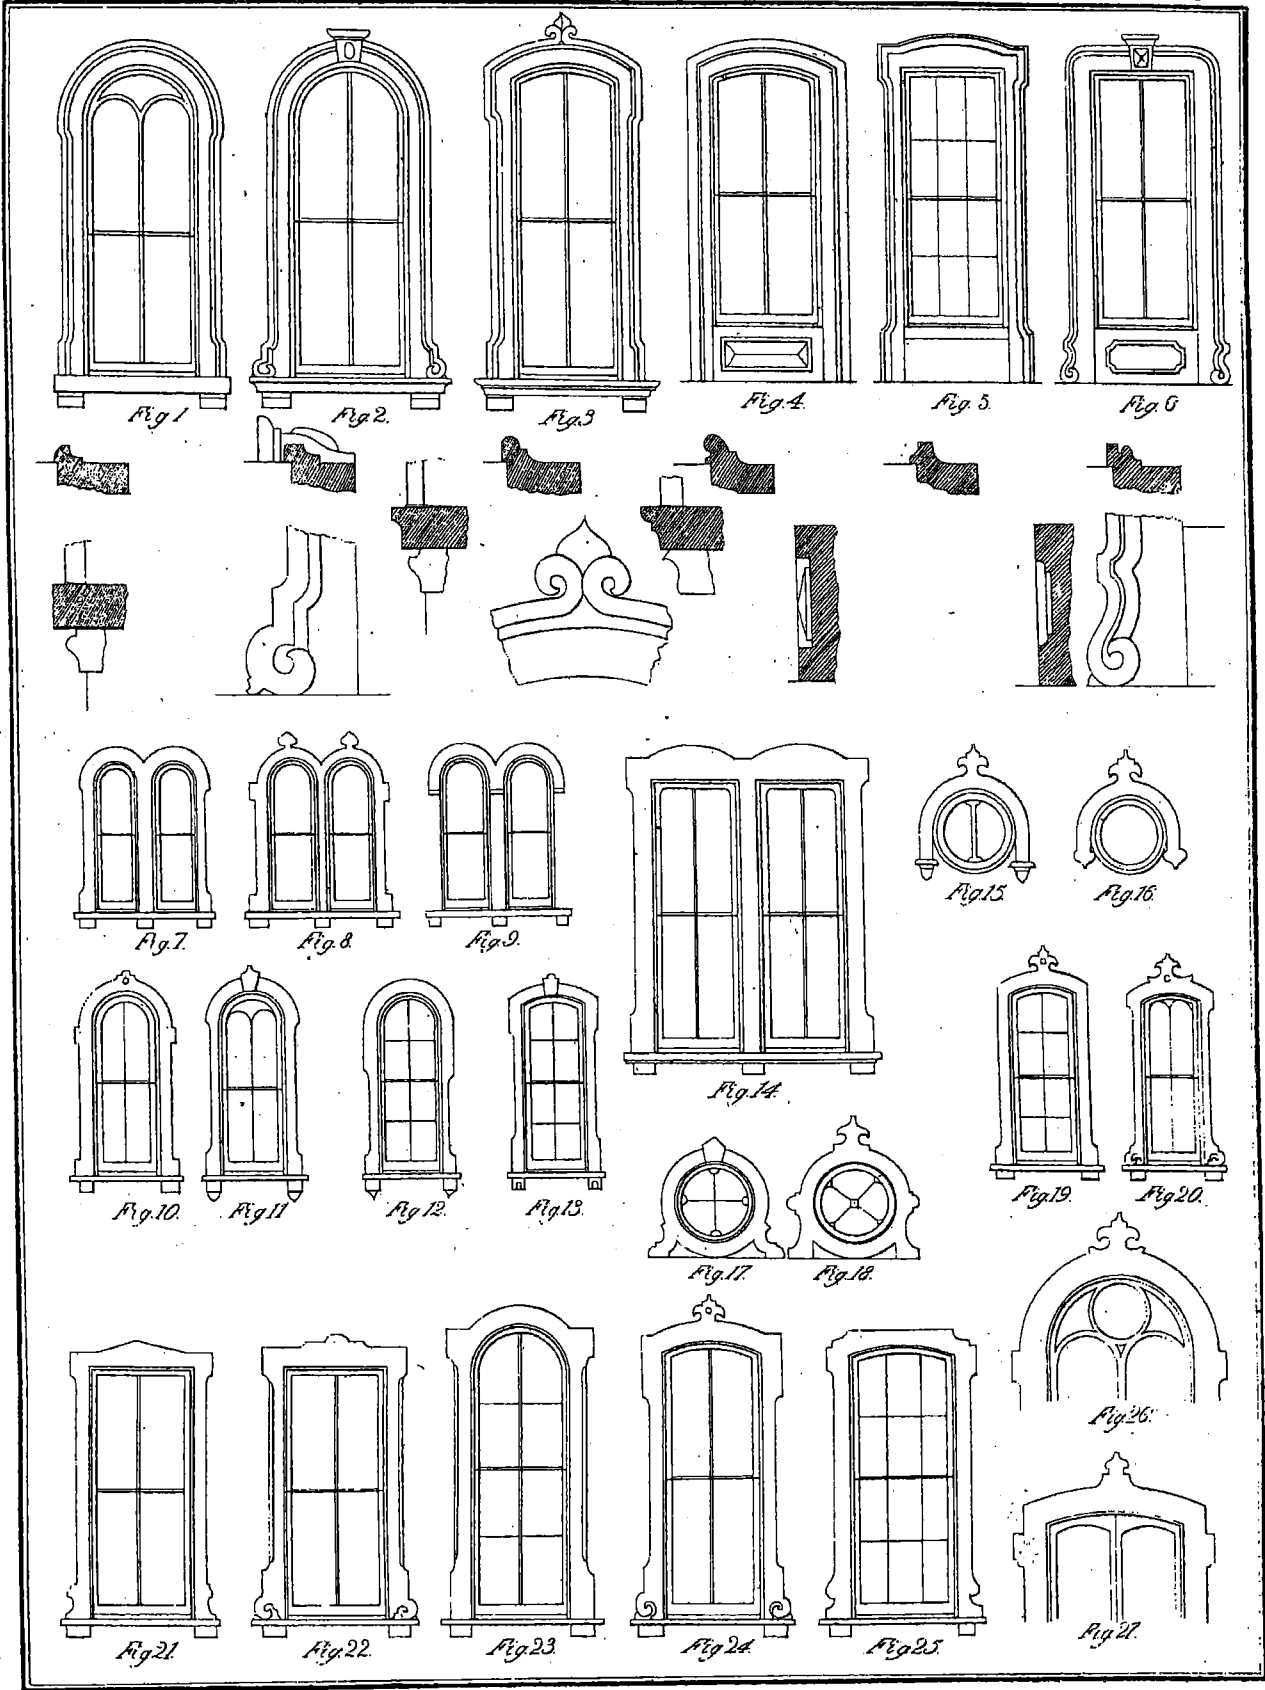 Fig 1
Fig 2.
Fig 3
Fig. 4.
Fig. 5.
Fig. 6
Fig. 7.
Fig. 8.
Fig. 9.
Fig. 14.
Fig. 15.
Fig. 16.
Fig. 10.
Fig 11
Fig 12.
Fig 13.
Fig. 17.
Fig. 18.
Fig 19.
Fig 20.
Fig 26.
Fig 21.
Fig 22.
Fig. 23.
Fig 24.
Fig 25.
Fig 27.